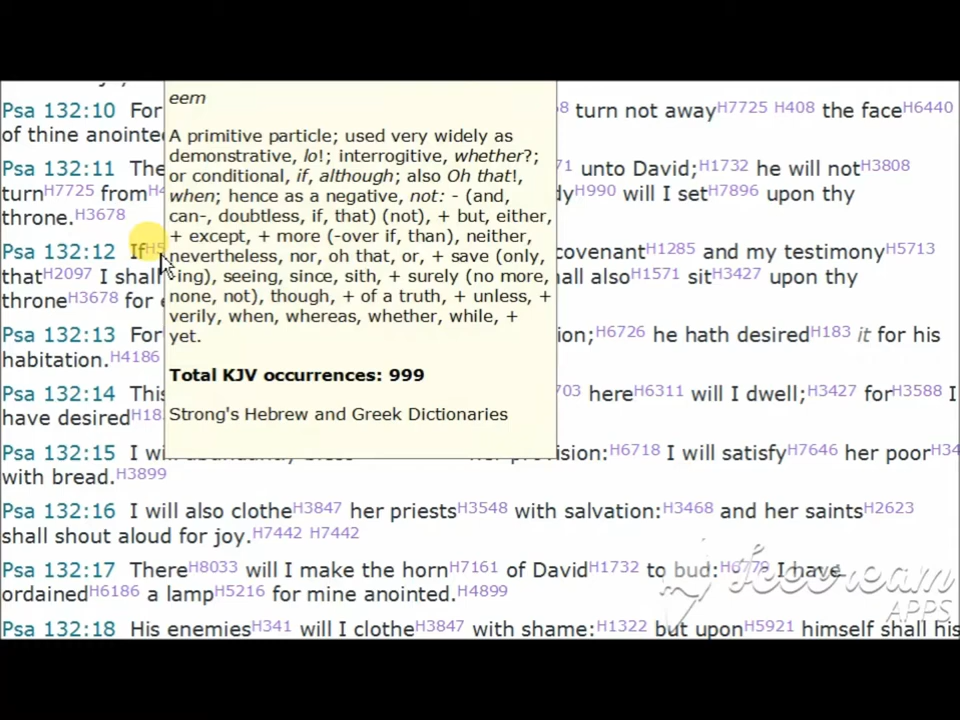 eem
Psa 132:10 For turn not awayH7725 H408 the faceH6440
of thine anointed
A primitive particle; used very widely as
demonstrative, lo!; interrogitive, whether?;
or conditional, if, although; also Oh that!,
when; hence as a negative, not: - (and,
can-, doubtless, if, that) (not), + but, either,
+ except, + more (-over if, than), neither,
nevertheless, nor, oh that, or, + save (only,
-ing), seeing, since, sith, + surely (no more,
none, not), though, + of a truth, + unless, +
verily, when, whereas, whether, while, +
yet.
Total KJV occurrences: 999
Strong's Hebrew and Greek Dictionaries
Psa 132:11 The unto David;H1732 he will notH3808
turnH7725 from H990 will I setH7896 upon thy
throne.H3678
Psa 132:12 If covenantH1285 and my testimonyH5713
thatH2097 I shall alsoH1571 sitH3427 upon thy
throneH3678 for
Psa 132:13 For H6726 he hath desiredH183 it for his
habitation.H4186
Psa 132:14 This hereH6311 will I dwell;H3427 forH3588 I
have desired
Psa 132:15 I H6718 I will satisfyH7646 her poor
with bread.H3899
Psa 132:16 I will also clotheH3847 her priestsH3548 with salvation:H3468 and her saintsH2623
shall shout aloud for joy.H7442 H7442
Psa 132:17 ThereH8033 will I make the hornH7161 of DavidH1732 to bud: I have
ordainedH6186 a lampH5216 for mine anointed.H4899
Psa 132:18 His enemiesH341 will I clotheH3847 with shame:H1322 but uponH5921 himself shall his
Icecream
APPS